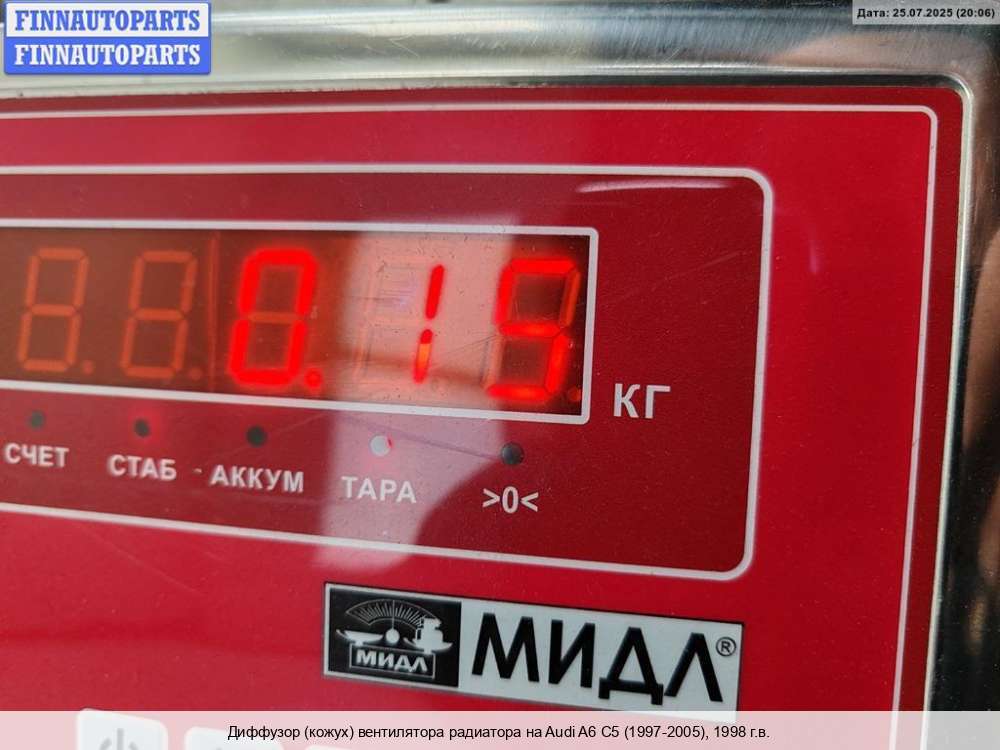 FINNAUTOPARTS
FINNAUTOPARTS
Дата: 25.07.2025 (20:06)
0.15
КГ
СЧЕТ СТАБ АККУМ ТАРА >0<
МИДЛ МИДЛ®
Диффузор (кожух) вентилятора радиатора на Audi A6 C5 (1997-2005), 1998 г.в.